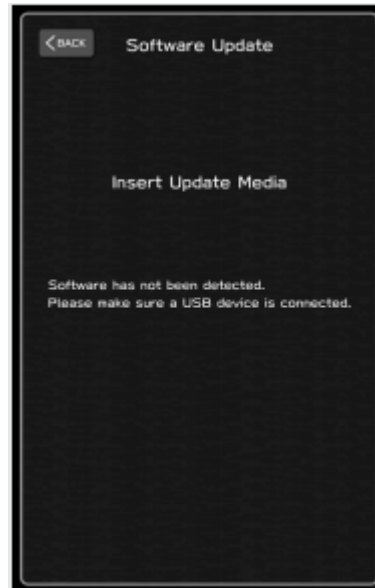 BACK
Software Update
Insert Update Media
Software has not been detected.
Please make sure a USB device is connected.